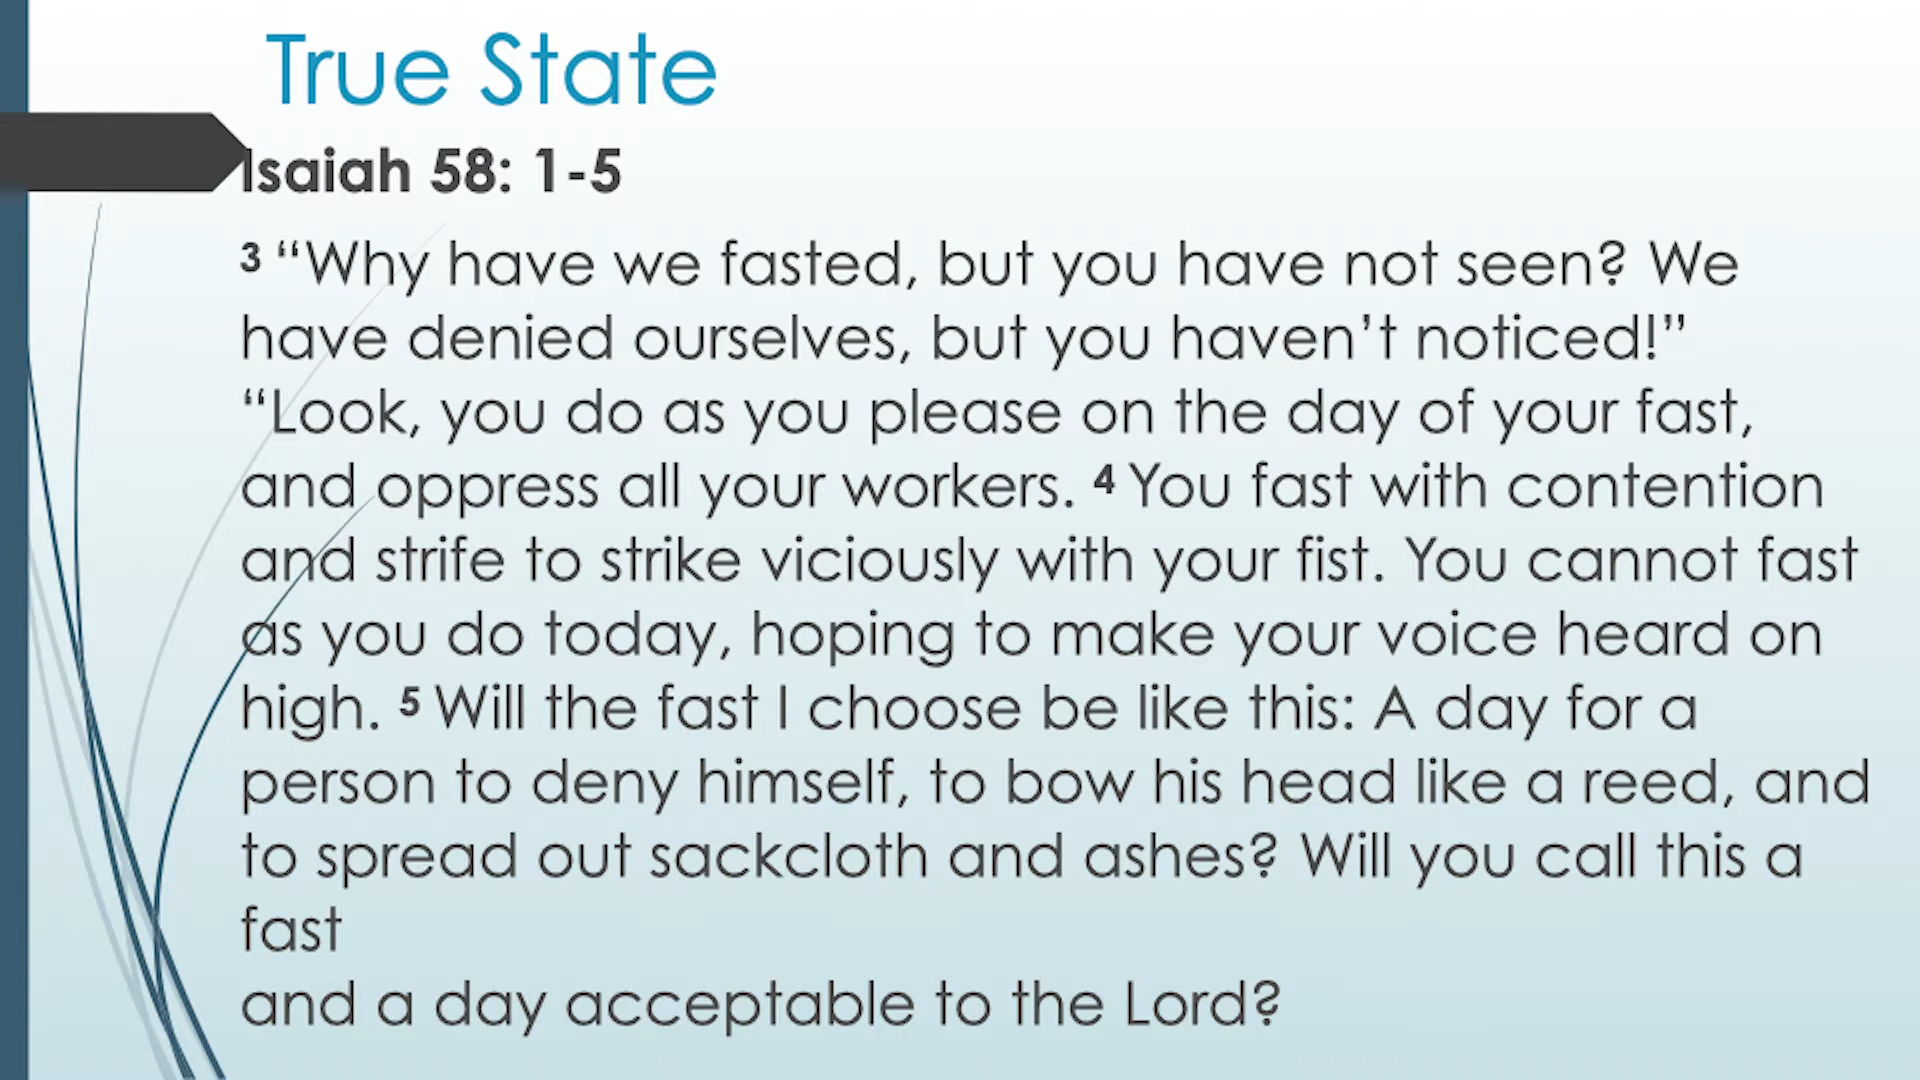 True State
Isaiah 58: 1-5
3 “Why have we fasted, but you have not seen? We
have denied ourselves, but you haven’t noticed!”
“Look, you do as you please on the day of your fast,
and oppress all your workers. 4 You fast with contention
and strife to strike viciously with your fist. You cannot fast
as you do today, hoping to make your voice heard on
high. 5 Will the fast I choose be like this: A day for a
person to deny himself, to bow his head like a reed, and
to spread out sackcloth and ashes? Will you call this a
fast
and a day acceptable to the Lord?